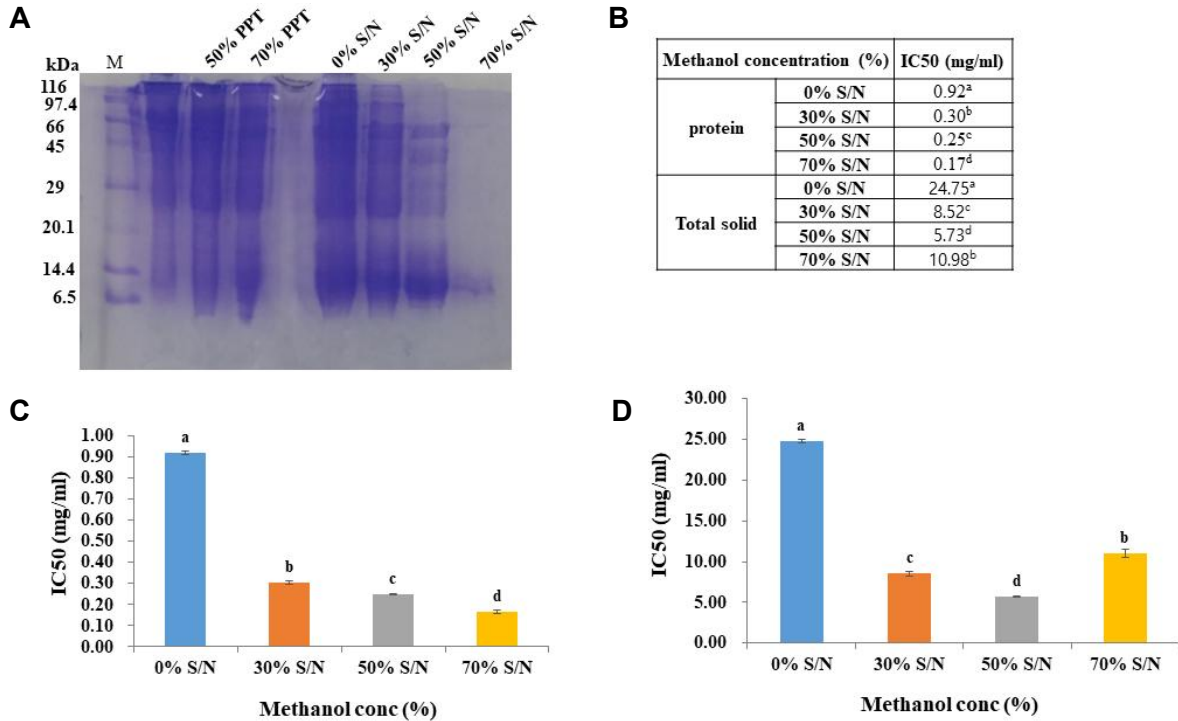 A
50% PPT
70% PPT
0% S/N
30% S/N
50% S/N
70% S/N
kDa
M
116
97.4
66
45
29
20.1
14.4
6.5
B
Methanol concentration (%) IC50 (mg/ml)
protein
0% S/N 0.92ᵃ
30% S/N 0.30ᵇ
50% S/N 0.25ᶜ
70% S/N 0.17ᵈ
Total solid
0% S/N 24.75ᵃ
30% S/N 8.52ᶜ
50% S/N 5.73ᵈ
70% S/N 10.98ᵇ
C
IC50 (mg/ml)
1.00
0.90
0.80
0.70
0.60
0.50
0.40
0.30
0.20
0.10
0.00
a
b
c
d
0% S/N 30% S/N 50% S/N 70% S/N
Methanol conc (%)
D
IC50 (mg/ml)
30.00
25.00
20.00
15.00
10.00
5.00
0.00
a
c
d
b
0% S/N 30% S/N 50% S/N 70% S/N
Methanol conc (%)